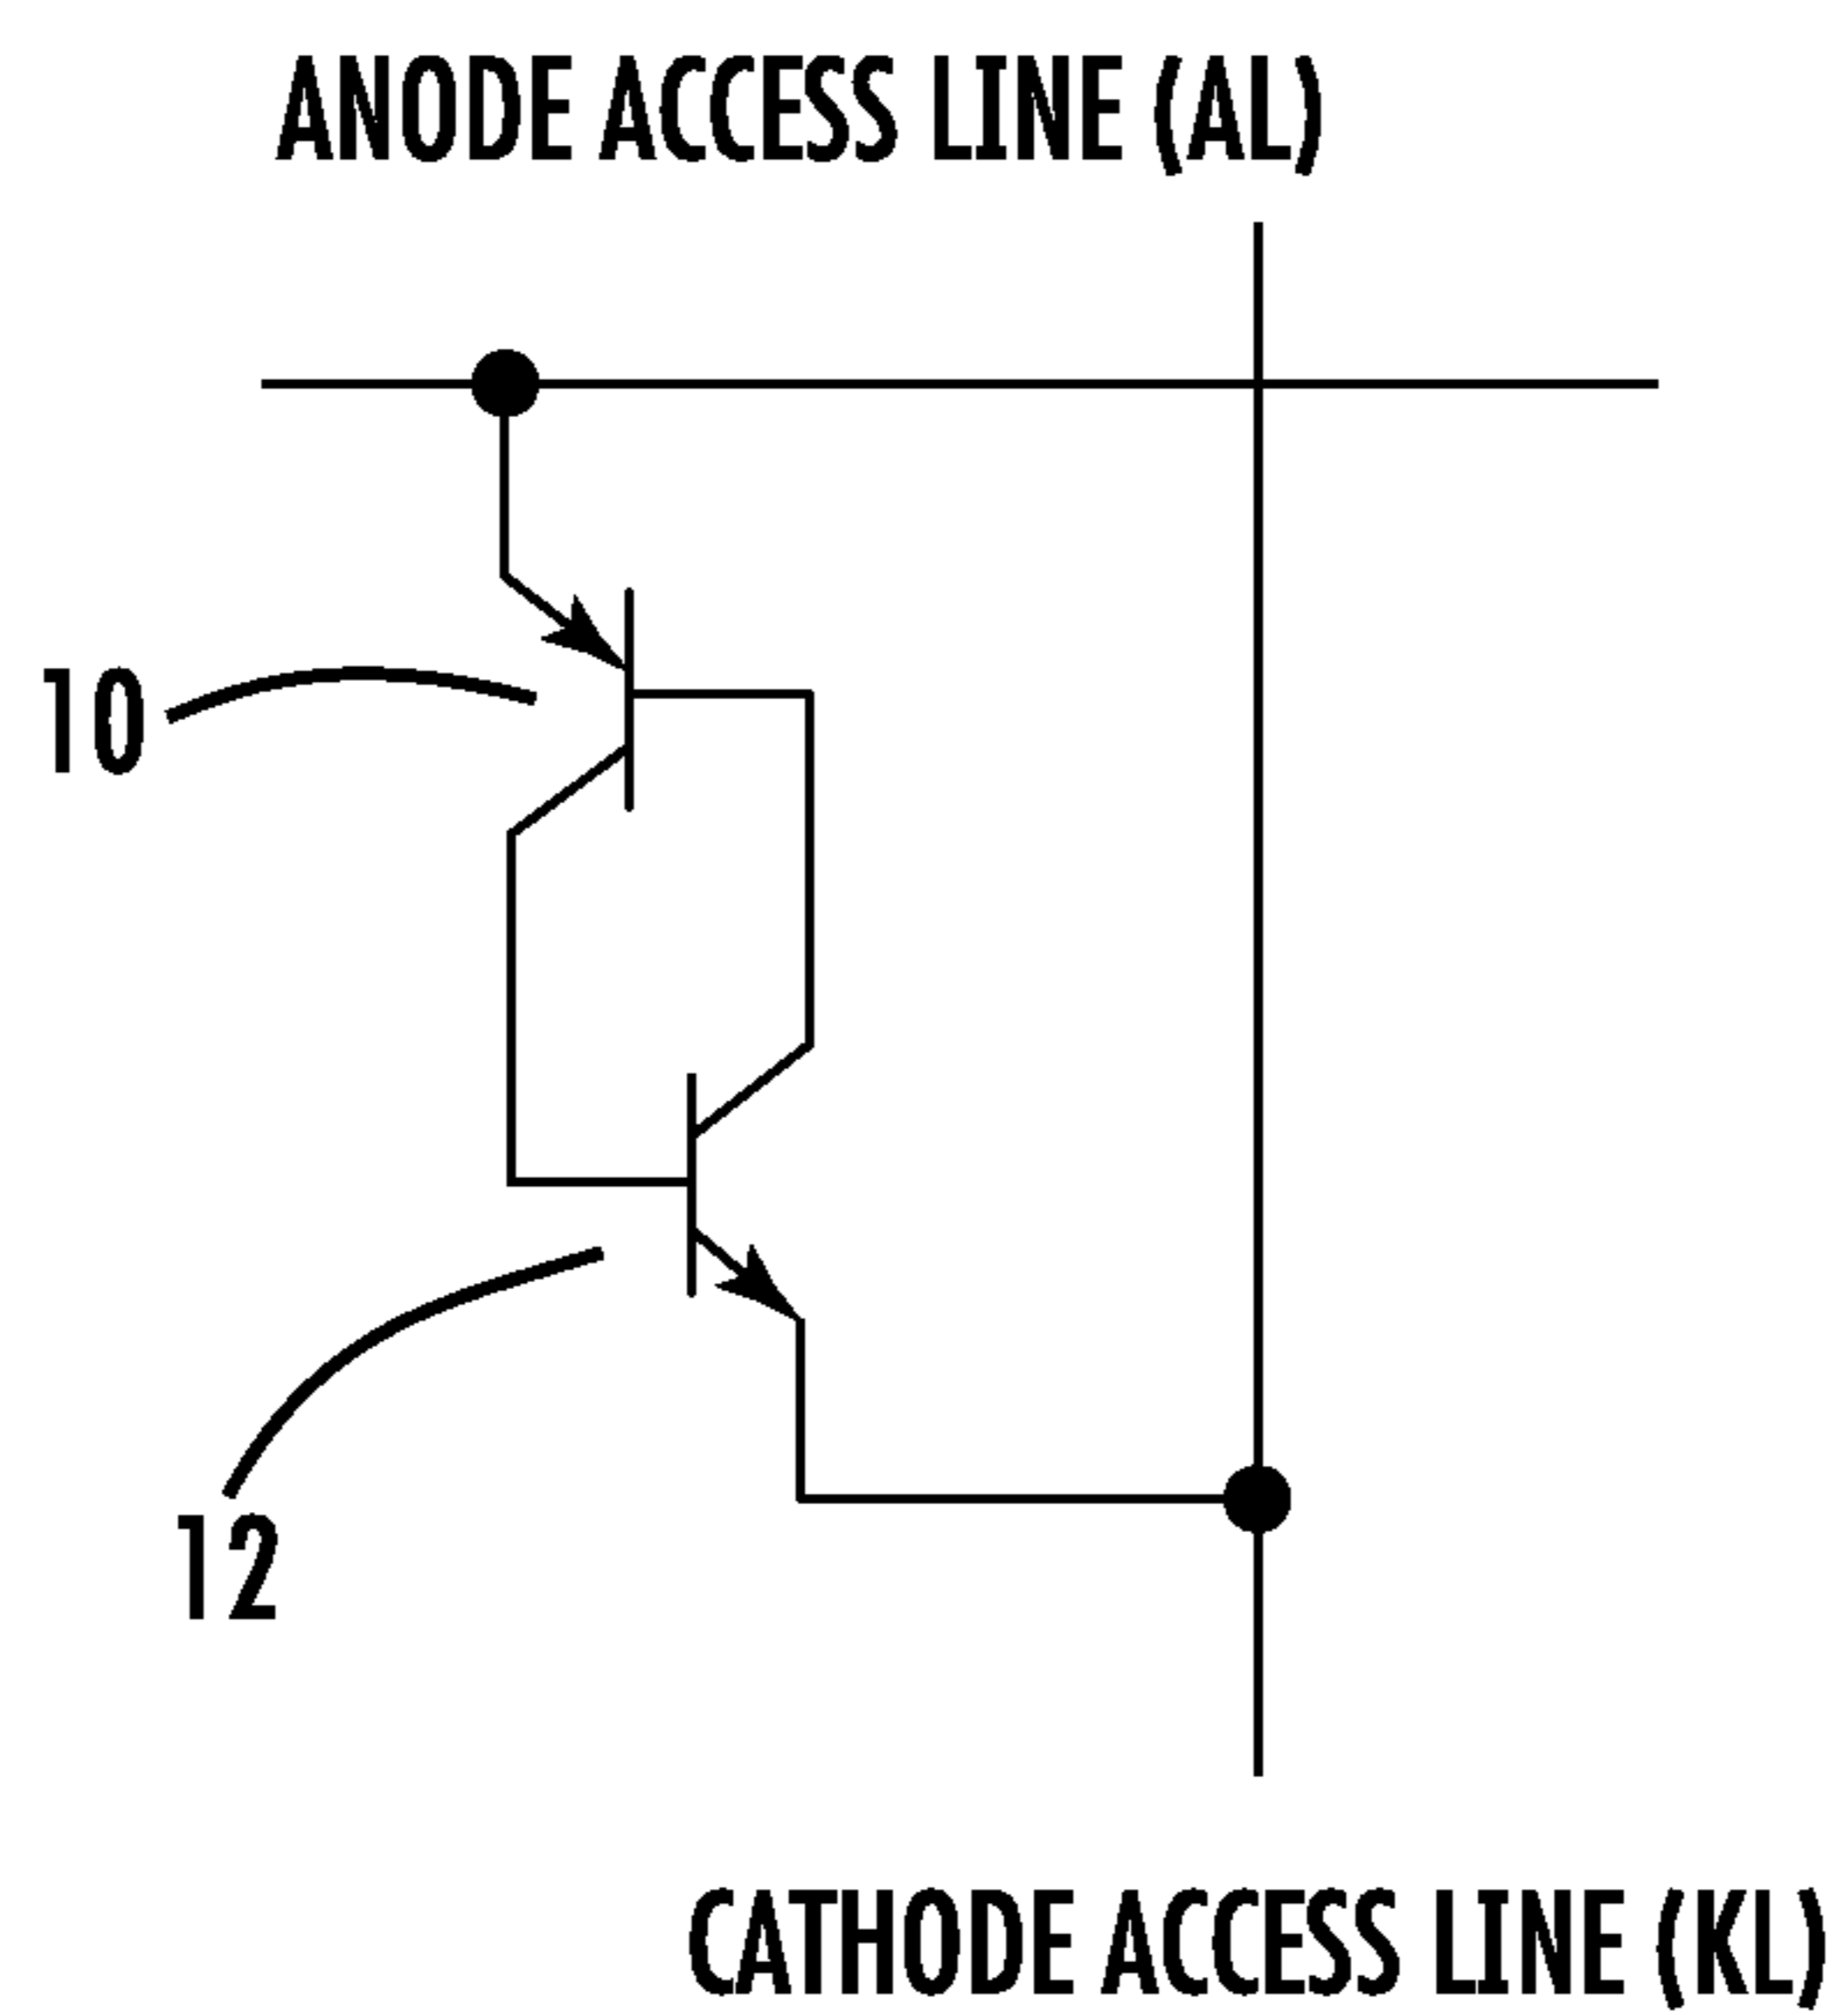 ANODE ACCESS LINE (AL)
10
12
CATHODE ACCESS LINE (KL)